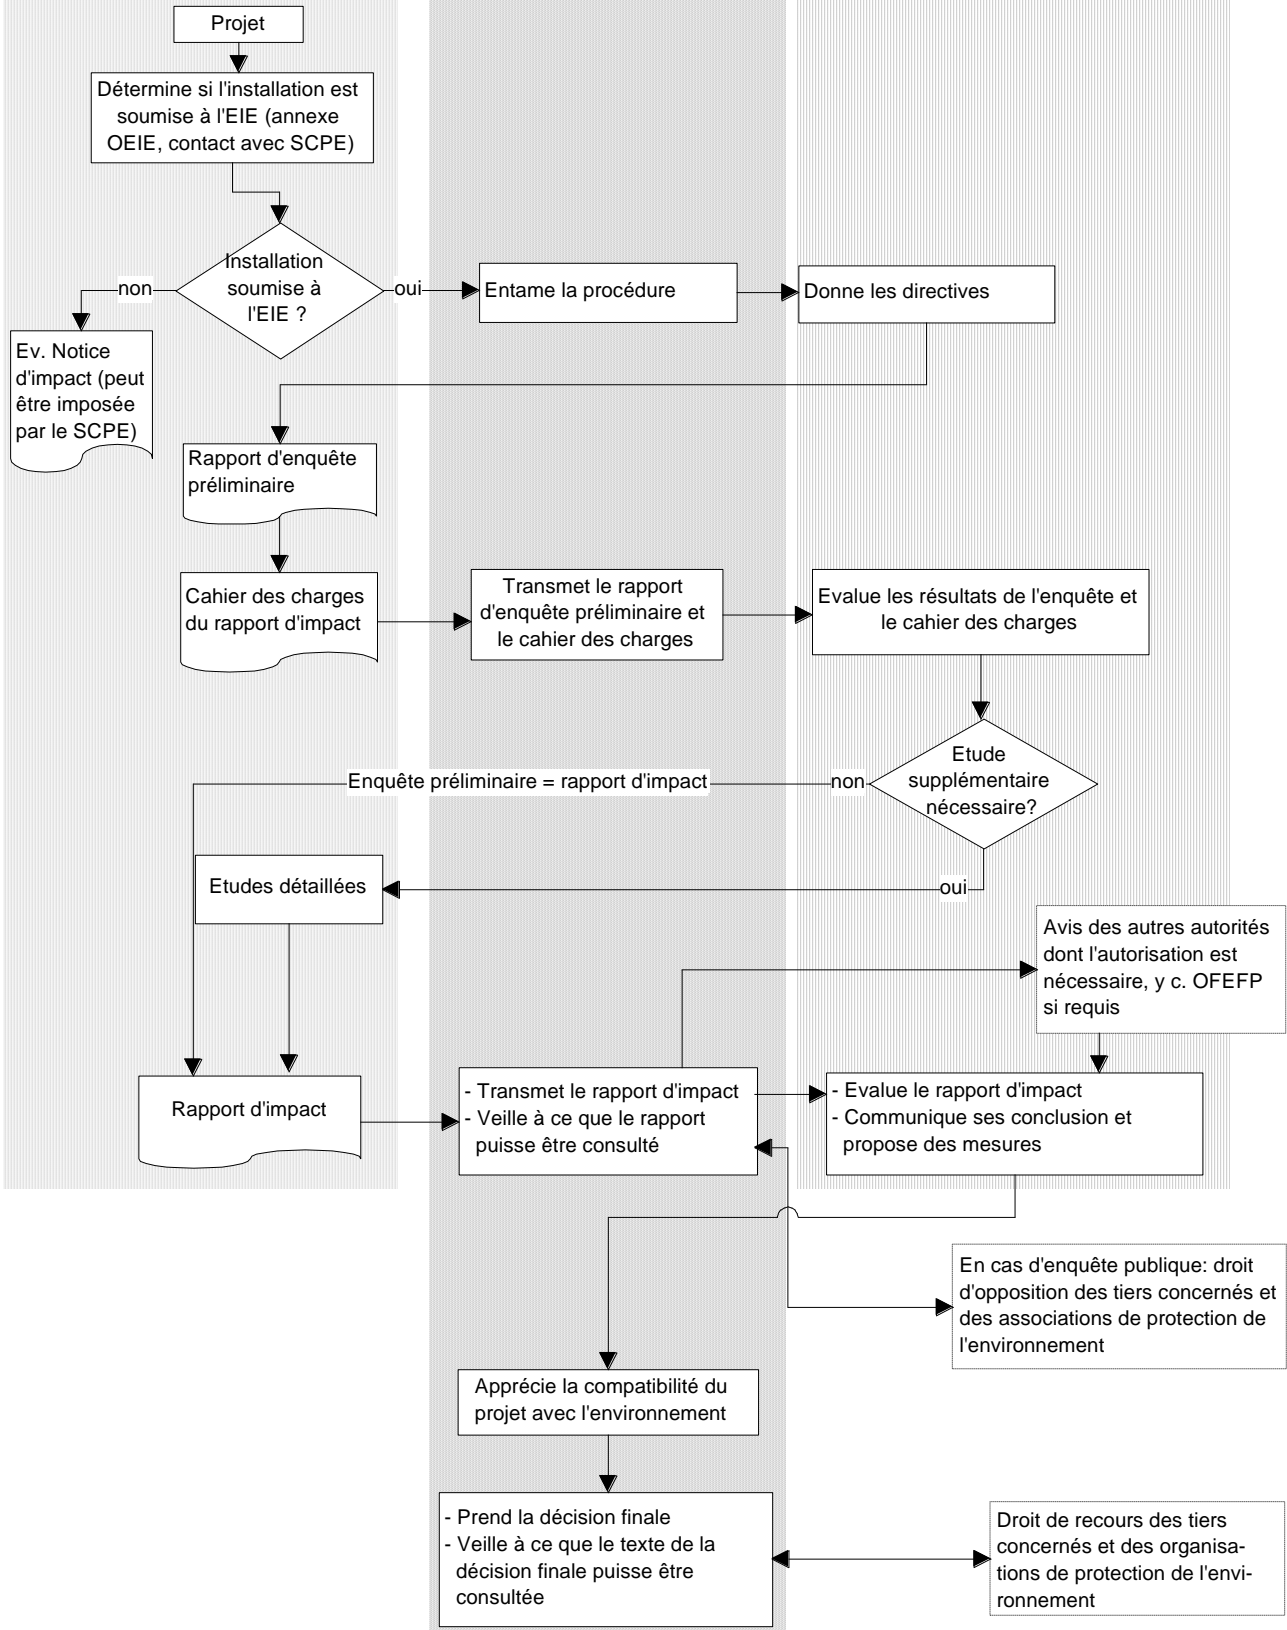 Projet
Détermine si l'installation est
soumise à l'EIE (annexe
OEIE, contact avec SCPE)
Installation
soumise à
l'EIE ?
non
oui
Entame la procédure
Donne les directives
Ev. Notice
d'impact (peut
être imposée
par le SCPE)
Rapport d'enquête
préliminaire
Cahier des charges
du rapport d'impact
Transmet le rapport
d'enquête préliminaire et
le cahier des charges
Evalue les résultats de l'enquête et
le cahier des charges
Etude
supplémentaire
nécessaire?
non
Enquête préliminaire = rapport d'impact
oui
Etudes détaillées
Avis des autres autorités
dont l'autorisation est
nécessaire, y c. OFEFP
si requis
Rapport d'impact
- Transmet le rapport d'impact
- Veille à ce que le rapport
puisse être consulté
- Evalue le rapport d'impact
- Communique ses conclusion et
propose des mesures
En cas d'enquête publique: droit
d'opposition des tiers concernés et
des associations de protection de
l'environnement
Apprécie la compatibilité du
projet avec l'environnement
- Prend la décision finale
- Veille à ce que le texte de la
décision finale puisse être
consultée
Droit de recours des tiers
concernés et des organisa-
tions de protection de l'envi-
ronnement